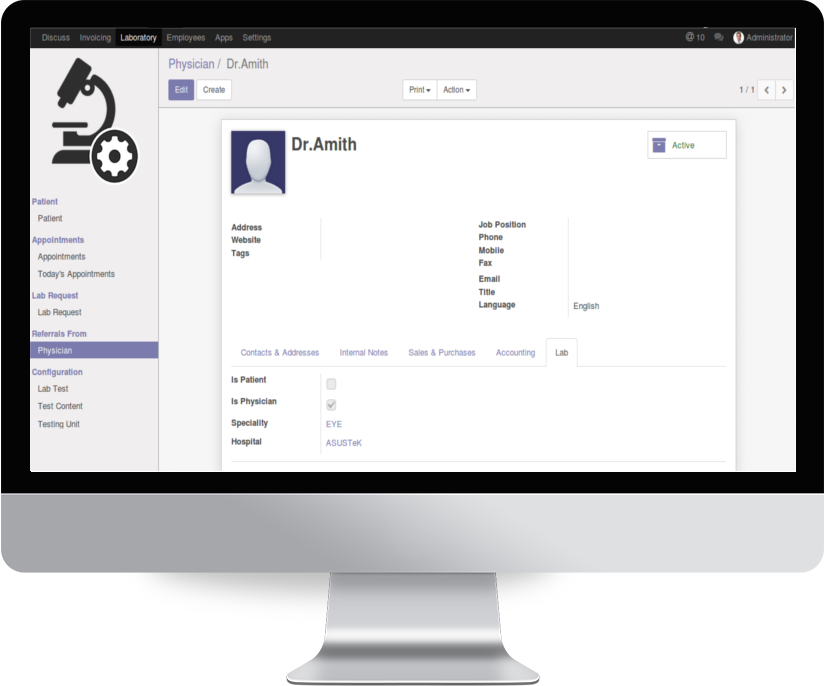 Discuss Invoicing Laboratory Employees Apps Settings @ 10 Administrator
Physician / Dr.Amith
Edit Create Print Action 1 / 1
Dr.Amith
Active
Patient
Patient
Appointments
Appointments
Today's Appointments
Lab Request
Lab Request
Referrals From
Physician
Configuration
Lab Test
Test Content
Testing Unit
Address
Website
Tags
Job Position
Phone
Mobile
Fax
Email
Title
Language English
Contacts & Addresses Internal Notes Sales & Purchases Accounting Lab
Is Patient
Is Physician
Speciality EYE
Hospital ASUSTeK